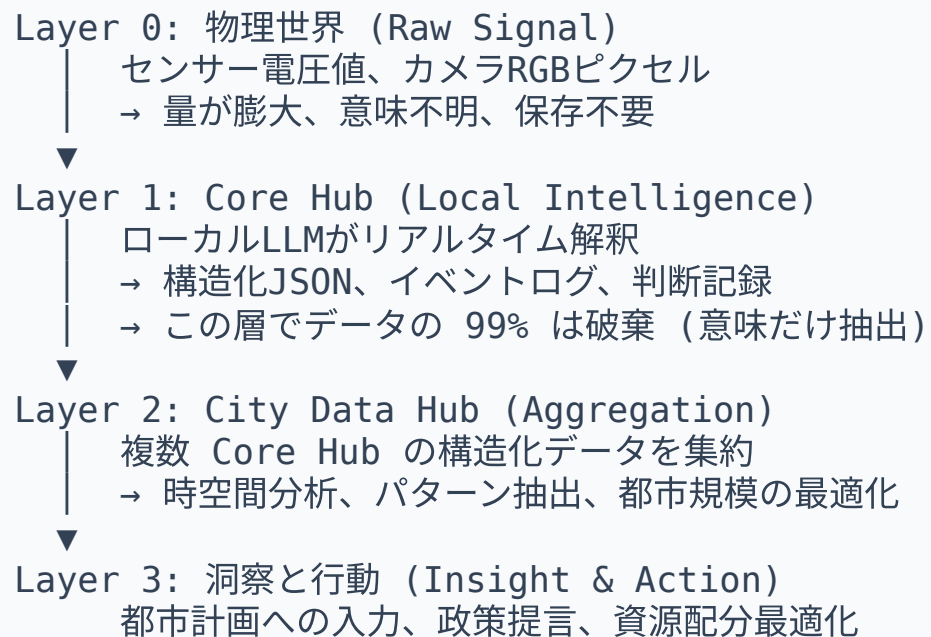 Layer 0: 物理世界 (Raw Signal)
│ センサー電圧値、カメラRGBピクセル
│ → 量が膨大、意味不明、保存不要
▼
Layer 1: Core Hub (Local Intelligence)
│ ローカルLLMがリアルタイム解釈
│ → 構造化JSON、イベントログ、判断記録
│ → この層でデータの 99% は破棄 (意味だけ抽出)
▼
Layer 2: City Data Hub (Aggregation)
│ 複数 Core Hub の構造化データを集約
│ → 時空間分析、パターン抽出、都市規模の最適化
▼
Layer 3: 洞察と行動 (Insight & Action)
都市計画への入力、政策提言、資源配分最適化